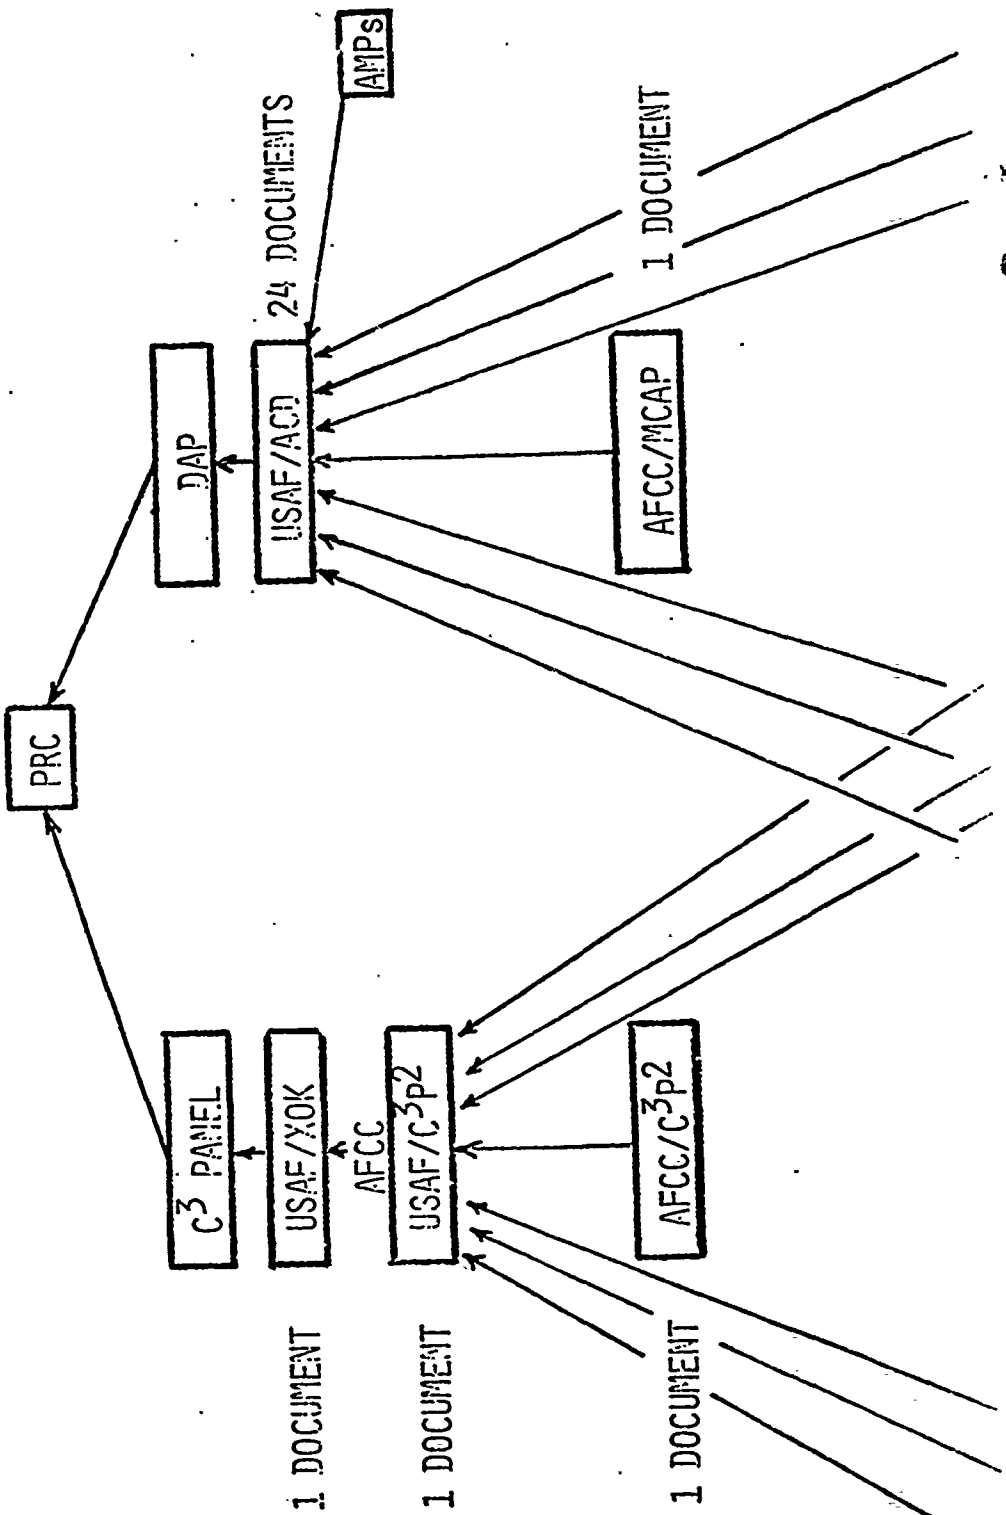 PRC
C³ PANEL
DAP
1 DOCUMENT
USAF/XOK
USAF/ACD
24 DOCUMENTS
AMPs
AFCC
1 DOCUMENT
USAF/C³P²
1 DOCUMENT
AFCC/C³P²
AFCC/MCAP
1 DOCUMENT